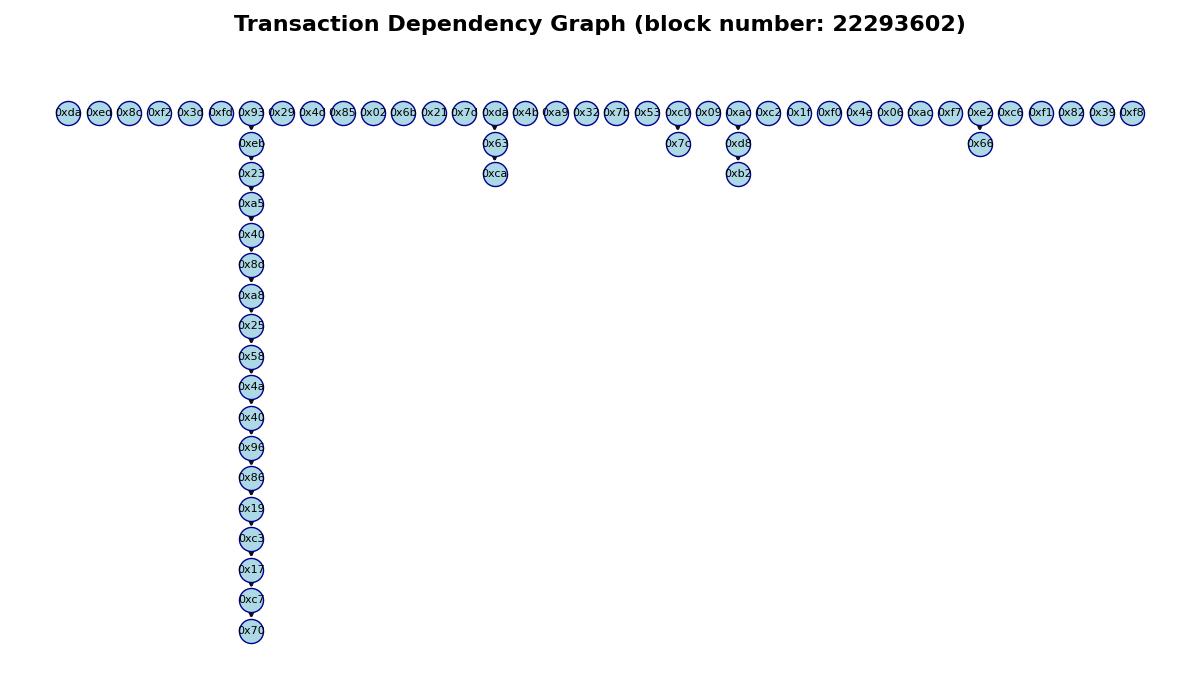 Transaction Dependency Graph (block number: 22293602)
0xda 0xed 0x8c 0xf2 0x3d 0xfd 0x93 0x29 0x4d 0x85 0x02 0x6b 0x21 0x7d 0xda 0x4b 0xa9 0x32 0x7b 0x53 0xc0 0x09 0xac 0xc2 0x1f 0xf0 0x4e 0x06 0xac 0xf7 0xe2 0xc6 0xf1 0x82 0x39 0xf8
0xeb 0x63 0x7c 0xd8 0x66
0x23 0xca 0xb2
0xa5
0x40
0x8d
0xa8
0x25
0x58
0x4a
0x40
0x96
0x86
0x19
0xc3
0x17
0xc7
0x70